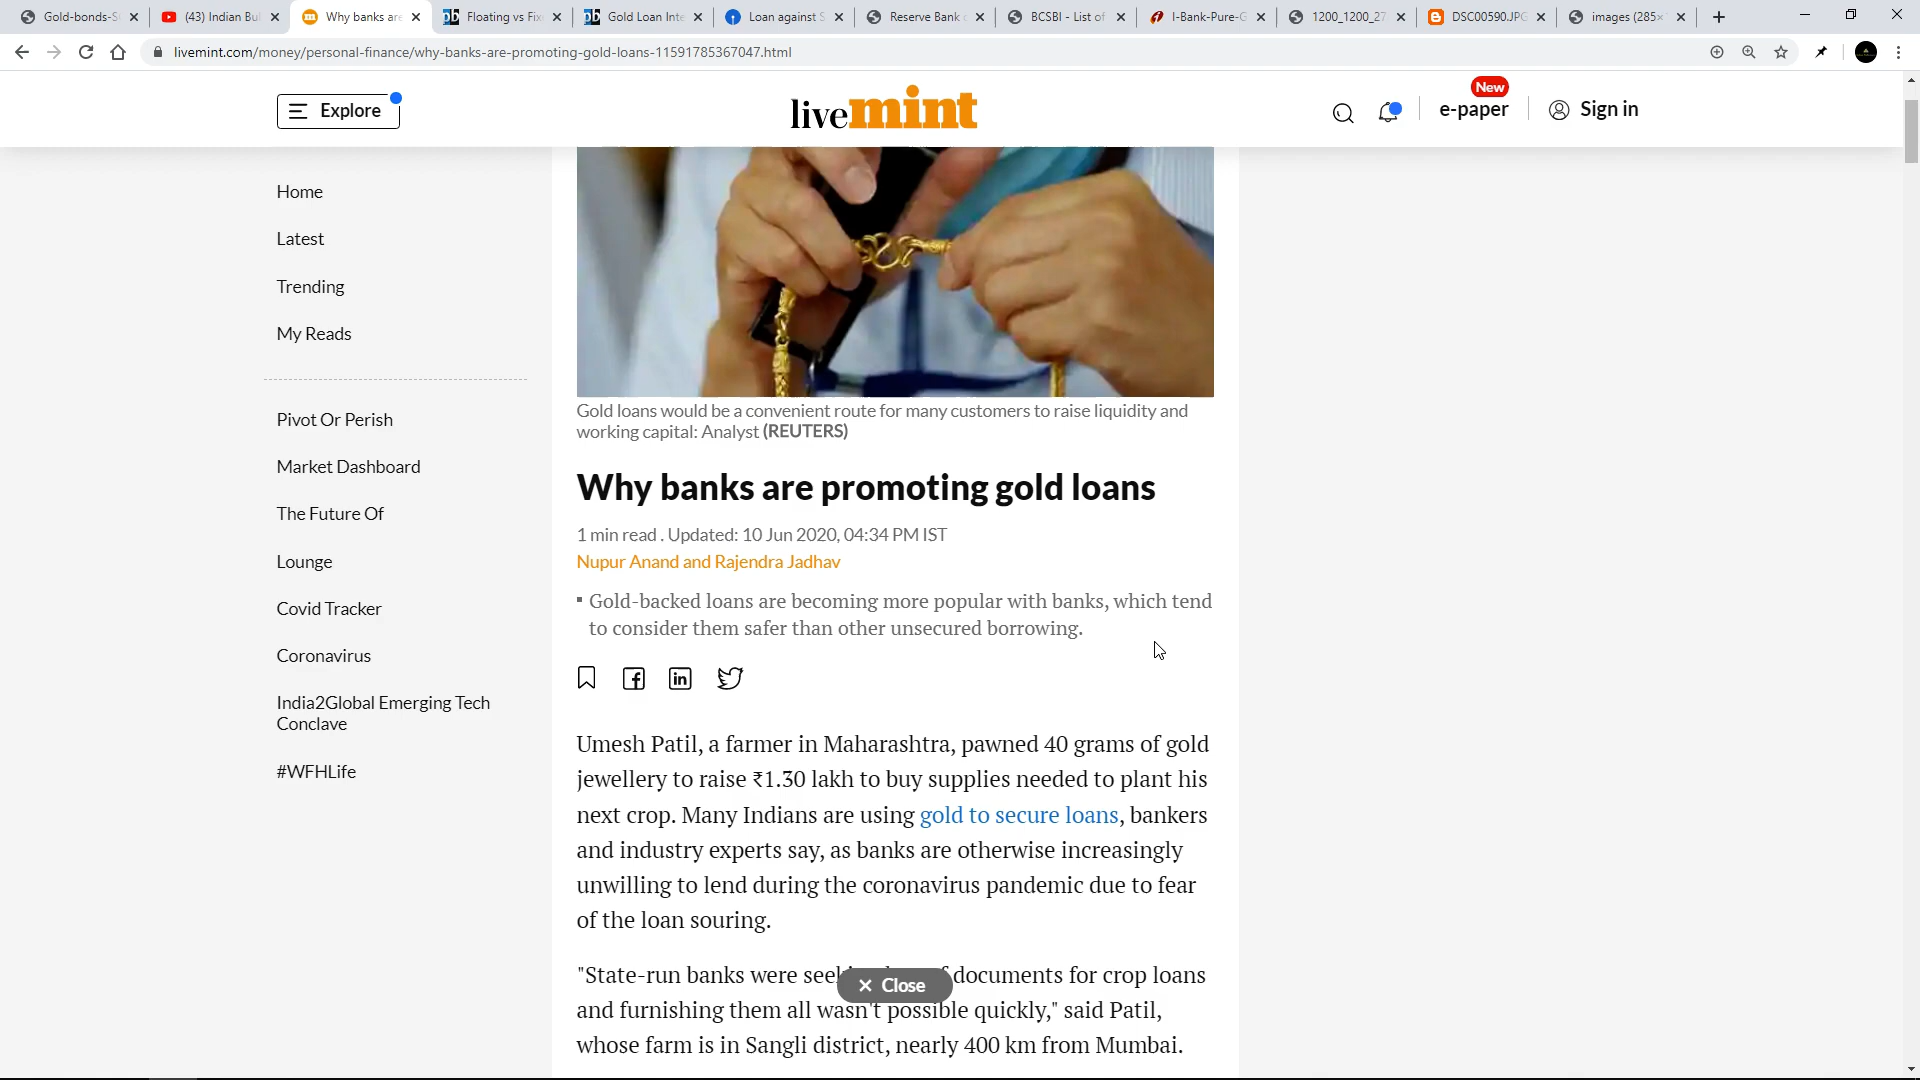 Gold-bonds-S
(43) Indian Bu
Why banks are
Floating vs Fix
Gold Loan Inte
Loan against S
Reserve Bank
BCSBI - List of
I-Bank-Pure-G
1200_1200_27
DSC00590.JPG
images (285×
livemint.com/money/personal-finance/why-banks-are-promoting-gold-loans-11591785367047.html
Explore
livemint
New
e-paper
Sign in
Home
Latest
Trending
My Reads
Pivot Or Perish
Market Dashboard
The Future Of
Lounge
Covid Tracker
Coronavirus
India2Global Emerging Tech
Conclave
#WFHLife
Gold loans would be a convenient route for many customers to raise liquidity and
working capital: Analyst (REUTERS)
Why banks are promoting gold loans
1 min read . Updated: 10 Jun 2020, 04:34 PM IST
Nupur Anand and Rajendra Jadhav
Gold-backed loans are becoming more popular with banks, which tend
to consider them safer than other unsecured borrowing.
Umesh Patil, a farmer in Maharashtra, pawned 40 grams of gold
jewellery to raise ₹1.30 lakh to buy supplies needed to plant his
next crop. Many Indians are using gold to secure loans, bankers
and industry experts say, as banks are otherwise increasingly
unwilling to lend during the coronavirus pandemic due to fear
of the loan souring.
"State-run banks were documents for crop loans
Close
and furnishing them all wasn't possible quickly," said Patil,
whose farm is in Sangli district, nearly 400 km from Mumbai.